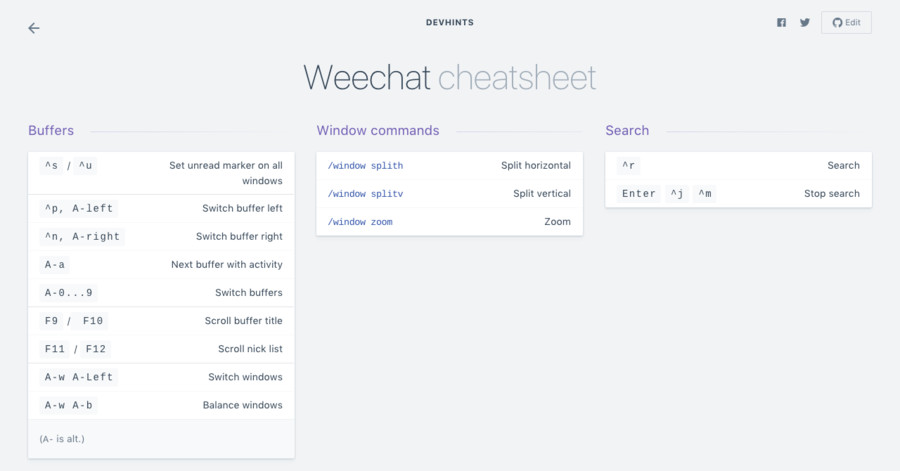 DEVHINTS
Edit
Weechat cheatsheet
Buffers
^s / ^u Set unread marker on all
windows
^p, A-left Switch buffer left
^n, A-right Switch buffer right
A-a Next buffer with activity
A-0...9 Switch buffers
F9 / F10 Scroll buffer title
F11 / F12 Scroll nick list
A-w A-Left Switch windows
A-w A-b Balance windows
(A- is alt.)
Window commands
/window splith Split horizontal
/window splitv Split vertical
/window zoom Zoom
Search
^r Search
Enter ^j ^m Stop search